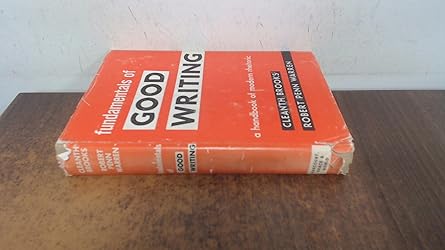 fundamentals of
GOOD
WRITING
a handbook of modern rhetoric
CLEANTH BROOKS
ROBERT PENN WARREN
CLEANTH
BROOKS
ROBERT
PENN
WARREN
GOOD
WRITING